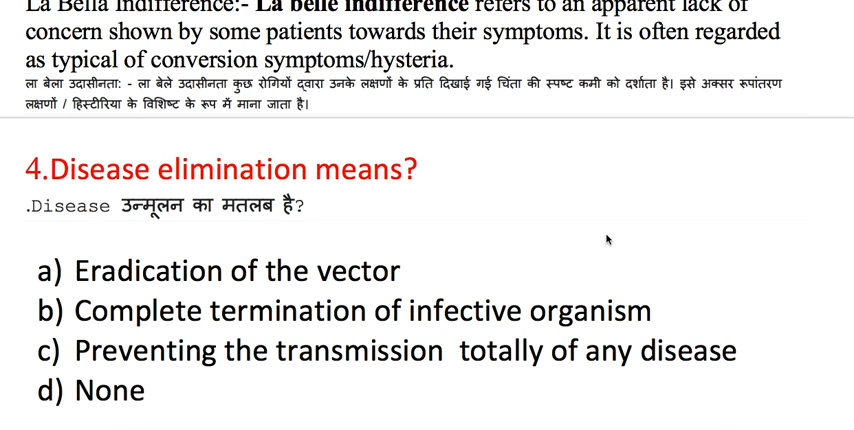 La Bella Indifference:- La belle indifference refers to an apparent lack of
concern shown by some patients towards their symptoms. It is often regarded
as typical of conversion symptoms/hysteria.
ला बेला उदासीनता: - ला बेले उदासीनता कुछ रोगियों द्वारा उनके लक्षणों के प्रति दिखाई गई चिंता की स्पष्ट कमी को दर्शाता है। इसे अक्सर रूपांतरण
लक्षणों / हिस्टीरिया के विशिष्ट के रूप में माना जाता है।
4.Disease elimination means?
.Disease उन्मूलन का मतलब है?
a) Eradication of the vector
b) Complete termination of infective organism
c) Preventing the transmission totally of any disease
d) None